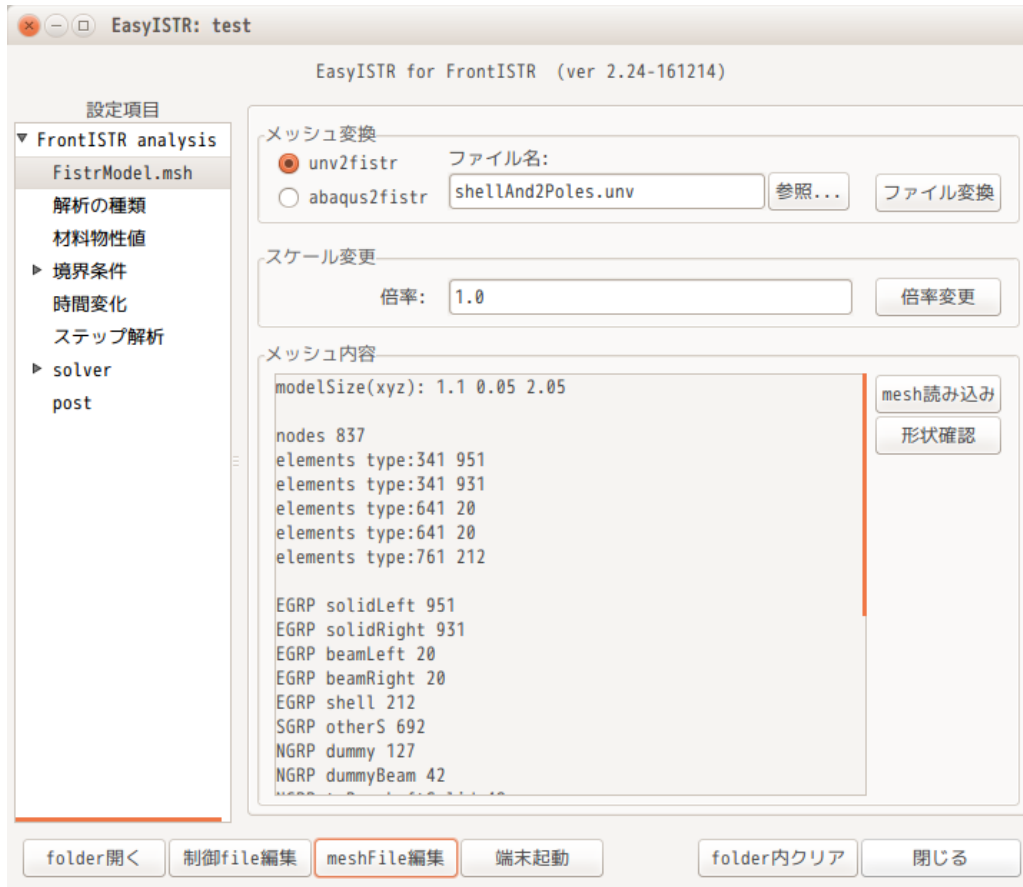 EasyISTR: test
EasyISTR for FrontISTR (ver 2.24-161214)
設定項目
FrontISTR analysis
FistrModel.msh
解析の種類
材料物性値
境界条件
時間変化
ステップ解析
solver
post
メッシュ変換
unv2fistr
abaqus2fistr
ファイル名:
shellAnd2Poles.unv
参照...
ファイル変換
スケール変更
倍率:
1.0
倍率変更
メッシュ内容
modelSize(xyz): 1.1 0.05 2.05
nodes 837
elements type:341 951
elements type:341 931
elements type:641 20
elements type:641 20
elements type:761 212
EGRP solidLeft 951
EGRP solidRight 931
EGRP beamLeft 20
EGRP beamRight 20
EGRP shell 212
SGRP otherS 692
NGRP dummy 127
NGRP dummyBeam 42
mesh読み込み
形状確認
folder開く
制御file編集
meshFile編集
端末起動
folder内クリア
閉じる